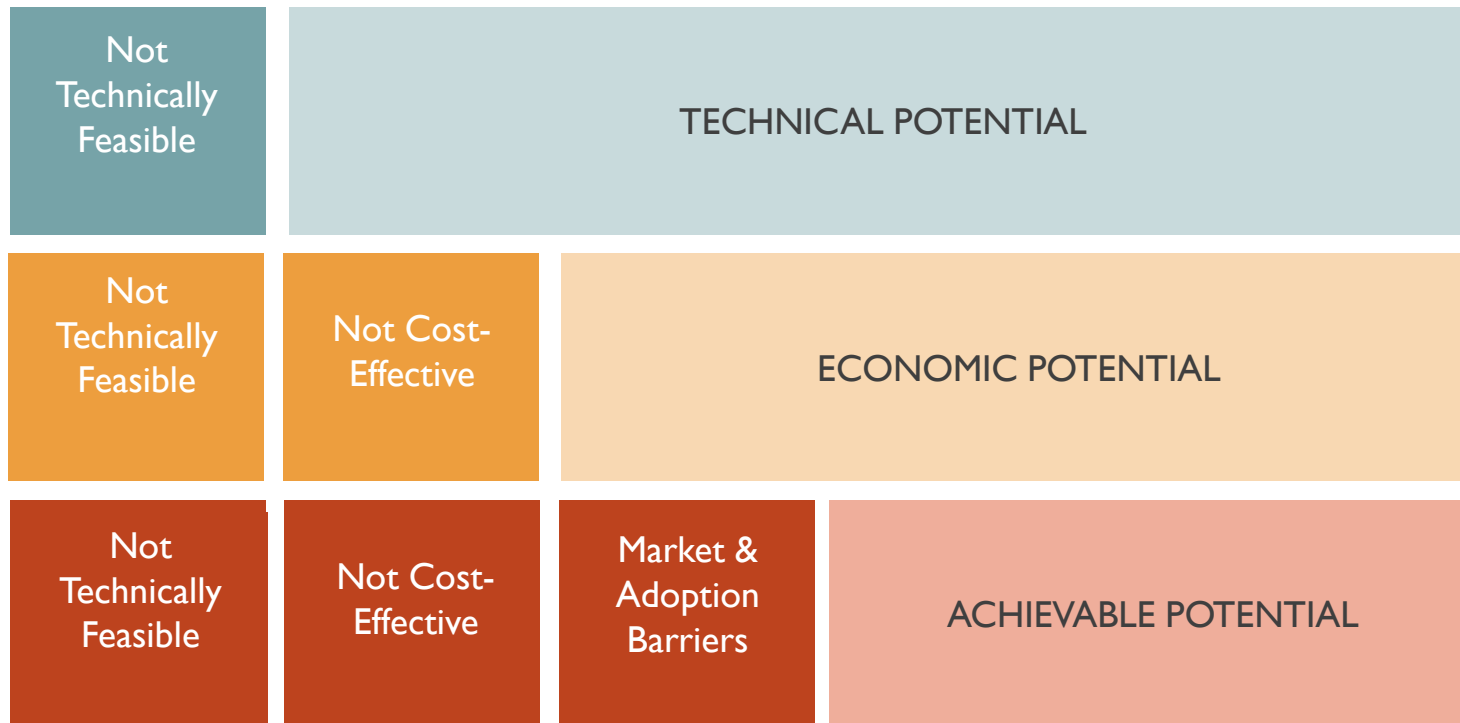 Not
Technically
Feasible
TECHNICAL POTENTIAL
Not
Technically
Feasible
Not Cost-
Effective
ECONOMIC POTENTIAL
Not
Technically
Feasible
Not Cost-
Effective
Market &
Adoption
Barriers
ACHIEVABLE POTENTIAL